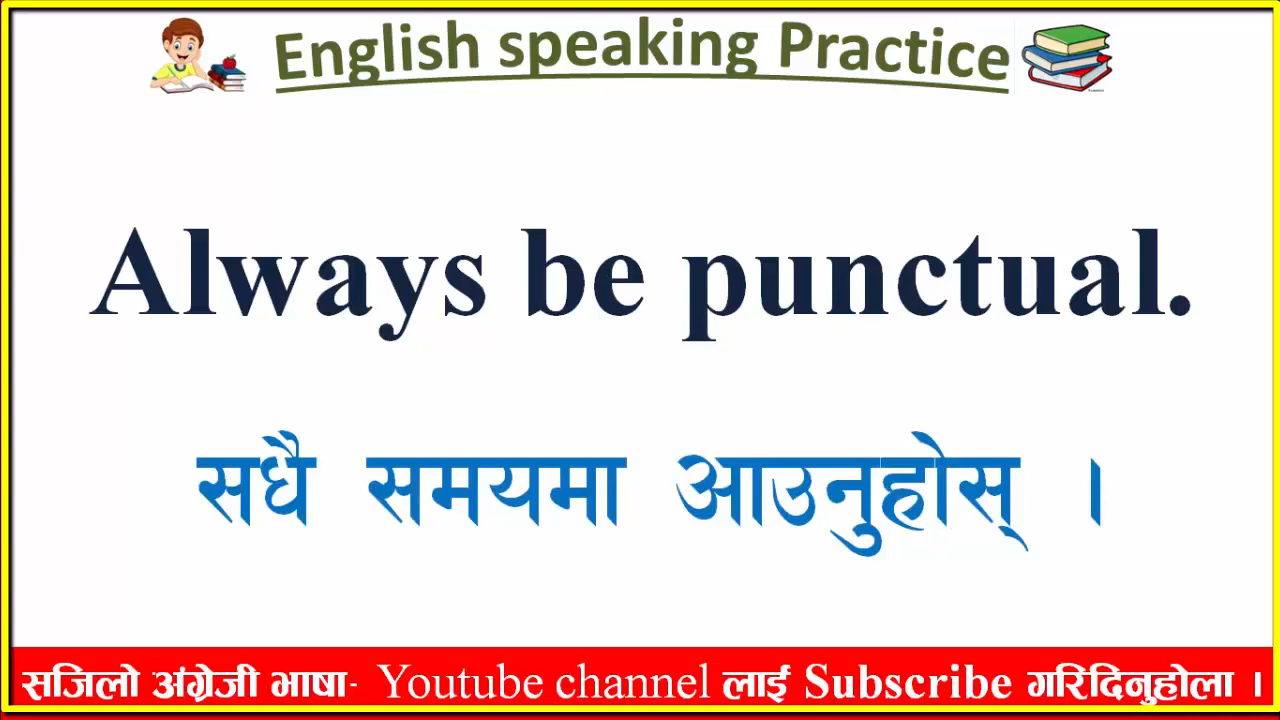 English speaking Practice
Always be punctual.
सधै समयमा आउनुहोस् ।
सजिलो अंग्रेजी भाषा- Youtube channel लाई Subscribe गरिदिनुहोला ।